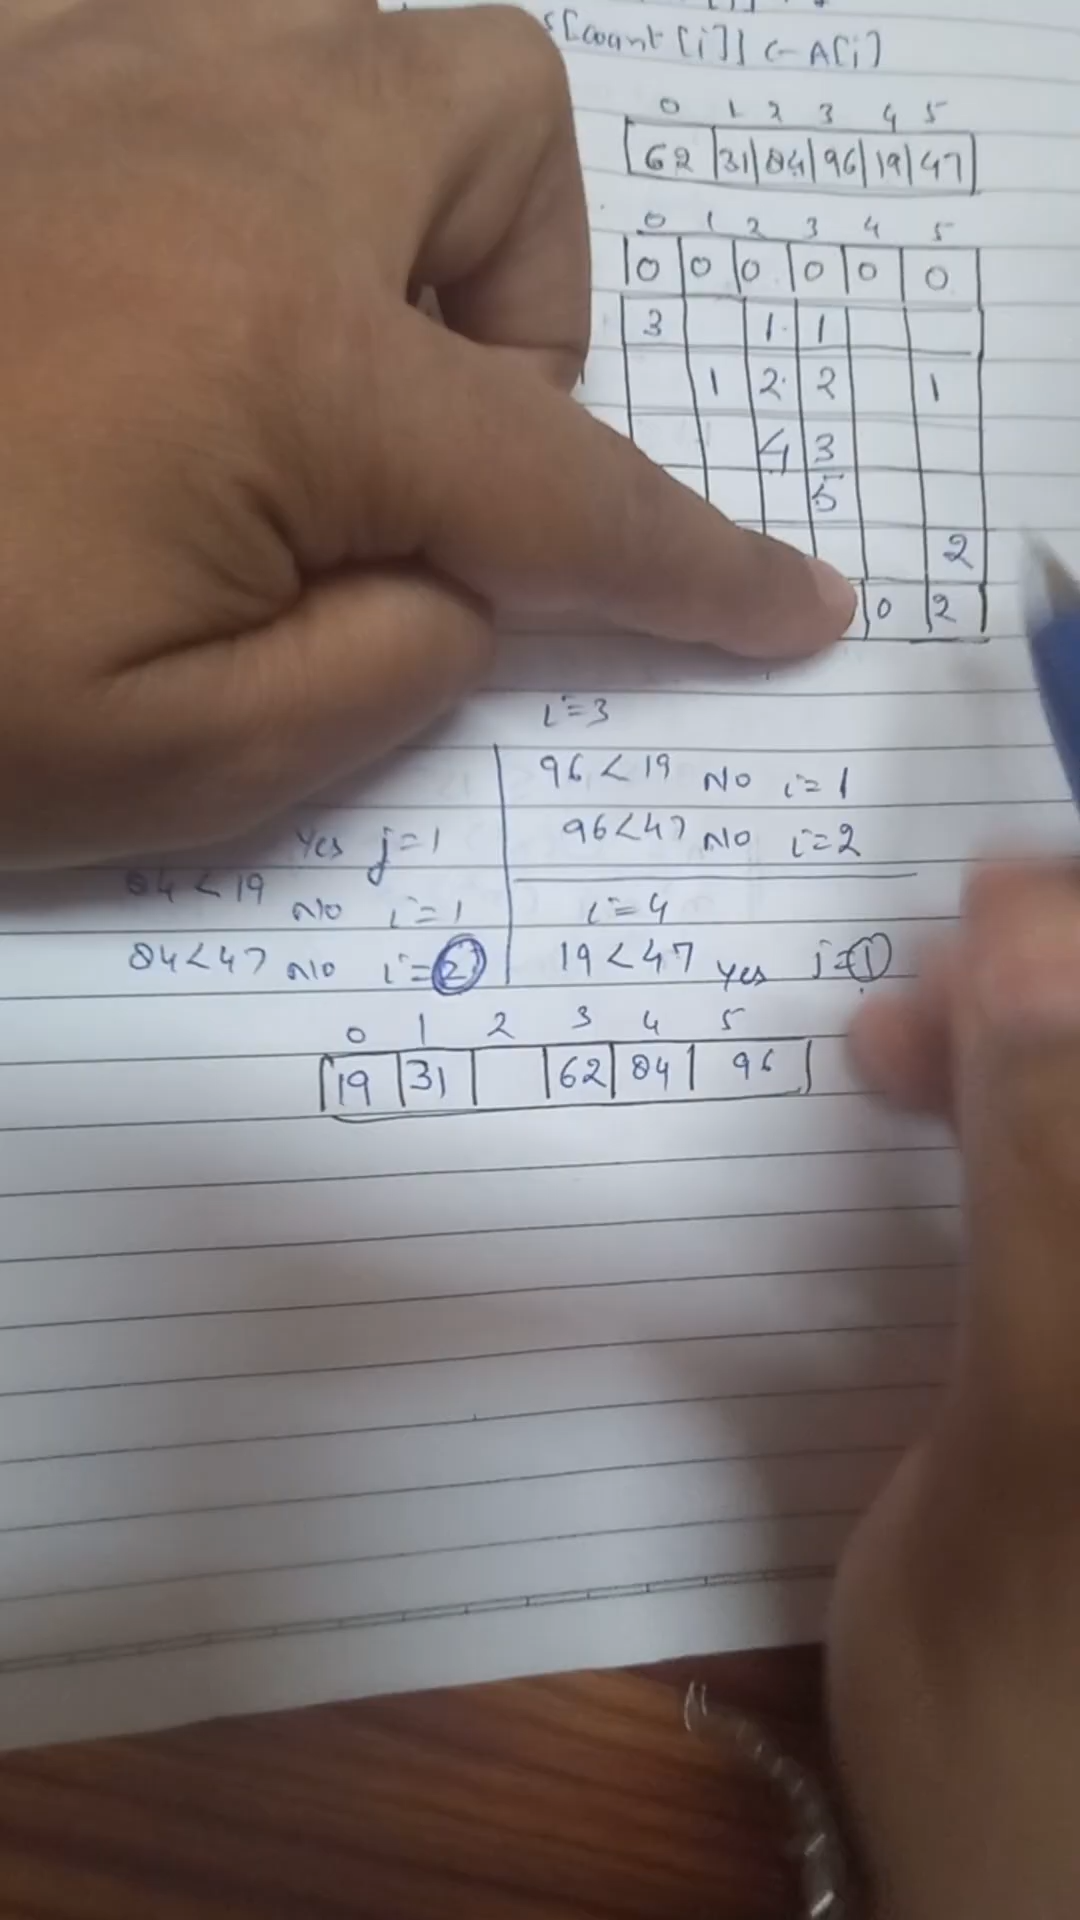 S[count[i]] ← A[i]
0 1 2 3 4 5
62 31 84 96 19 47
0 1 2 3 4 5
0 0 0 0 0 0
3 1 1
1 2 2 1
4 3
5
2
0 2
i=3
96 < 19 No i=1
96 < 47 No i=2
Yes j=1
84 < 19 No i=1
84 < 47 No i=2
i=4
19 < 47 yes j=1
0 1 2 3 4 5
19 31 62 84 96